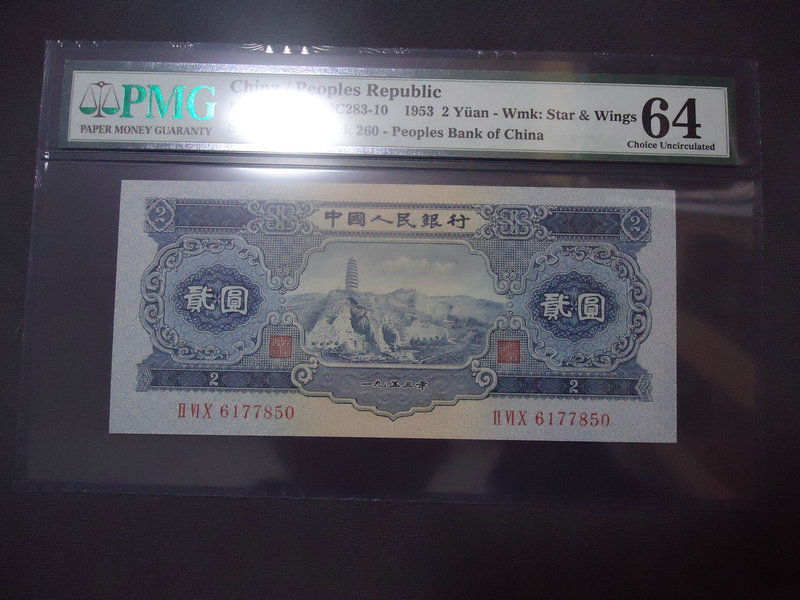 PMG
PAPER MONEY GUARANTY
China / Peoples Republic
C283-10 1953 2 Yüan - Wmk: Star & Wings
260 - Peoples Bank of China
64
Choice Uncirculated
2
中國人民銀行
2
貳圓
貳圓
2
一九五三年
2
II VI X 6177850
II VI X 6177850